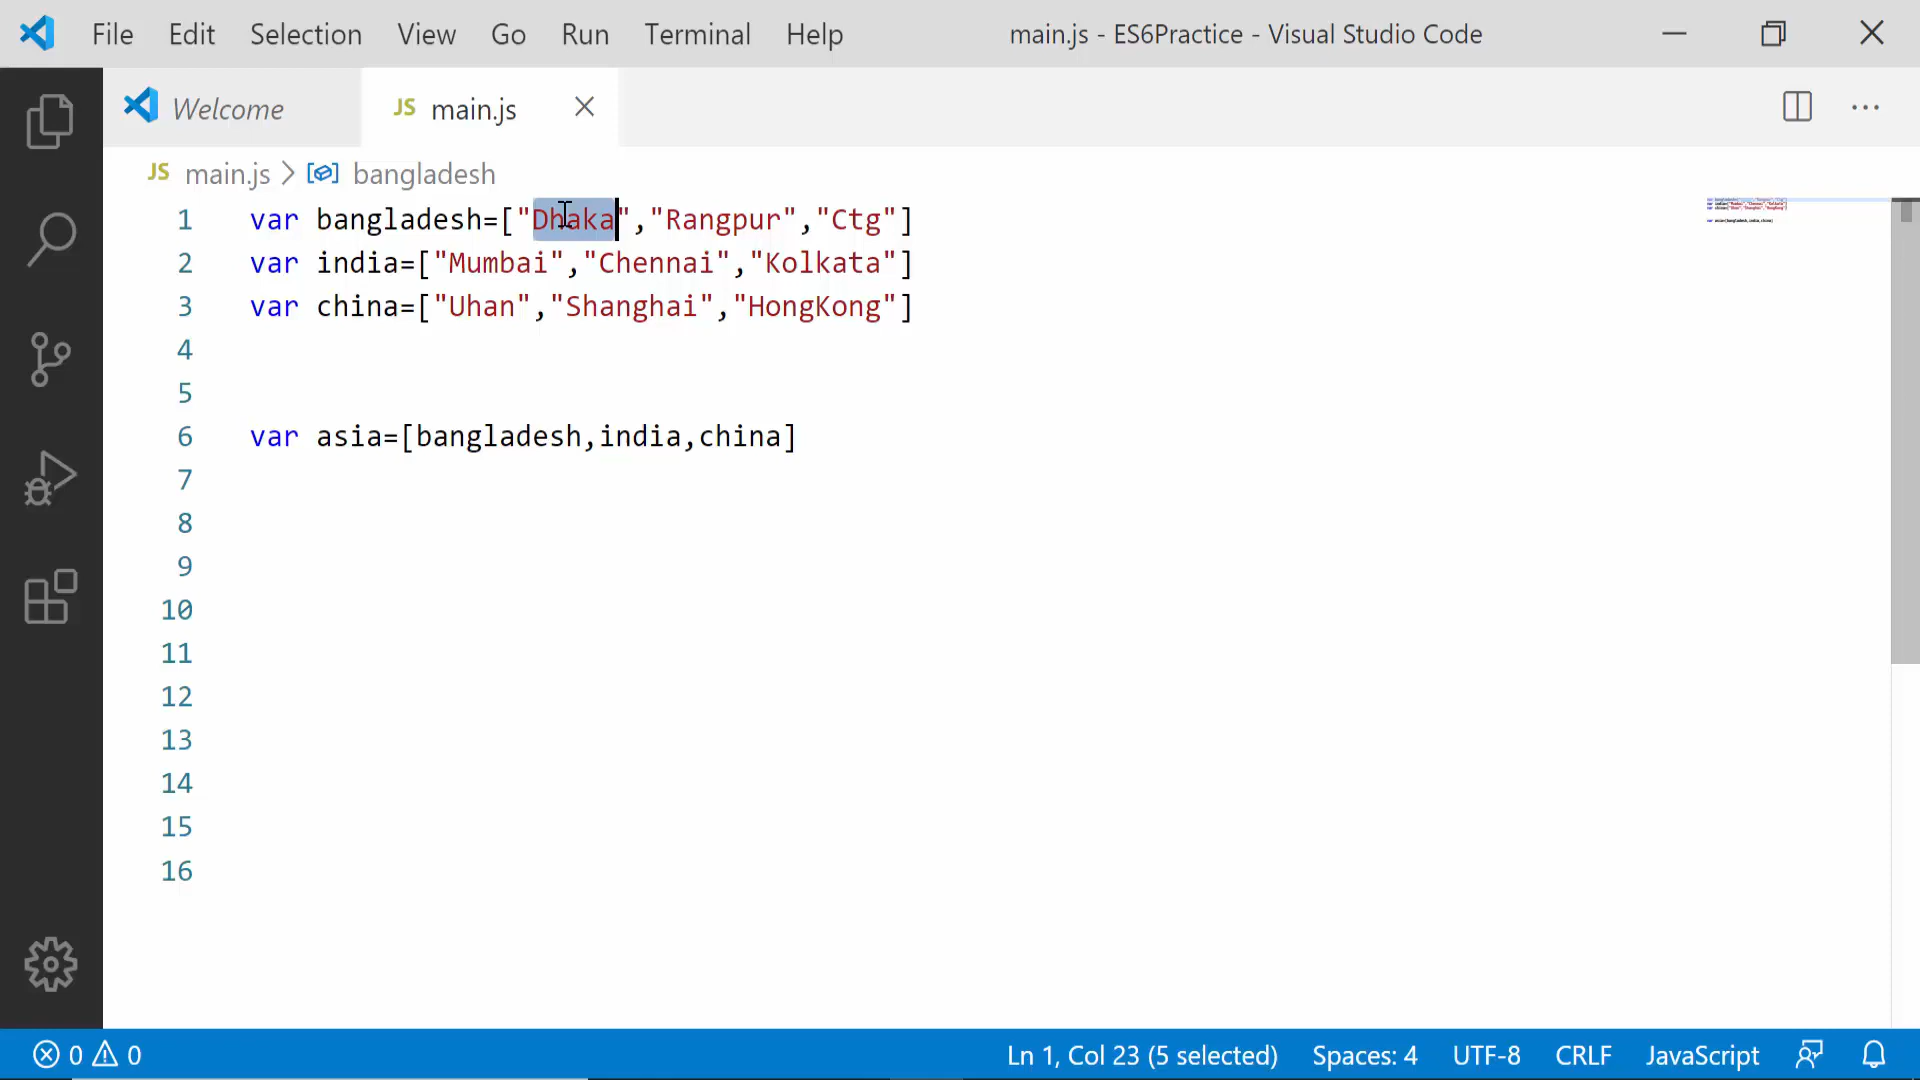 File Edit Selection View Go Run Terminal Help main.js - ES6Practice - Visual Studio Code
Welcome JS main.js
JS main.js > bangladesh
1 var bangladesh=["Dhaka","Rangpur","Ctg"]
2 var india=["Mumbai","Chennai","Kolkata"]
3 var china=["Uhan","Shanghai","HongKong"]
4
5
6 var asia=[bangladesh,india,china]
7
8
9
10
11
12
13
14
15
16
0 0 Ln 1, Col 23 (5 selected) Spaces: 4 UTF-8 CRLF JavaScript